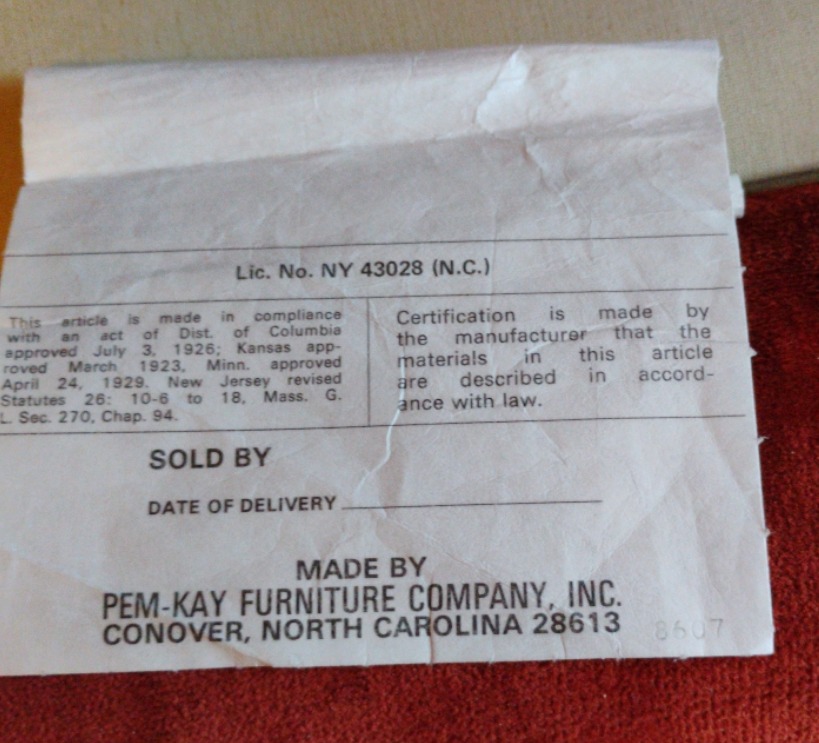 Lic. No. NY 43028 (N.C.)
This article is made in compliance
with an act of Dist. of Columbia
approved July 3, 1926; Kansas app-
roved March 1923, Minn. approved
April 24, 1929. New Jersey revised
Statutes 26: 10-6 to 18, Mass. G.
L. Sec. 270, Chap. 94.
Certification is made by
the manufacturer that the
materials in this article
are described in accord-
ance with law.
SOLD BY
DATE OF DELIVERY
MADE BY
PEM-KAY FURNITURE COMPANY, INC.
CONOVER, NORTH CAROLINA 28613
8607